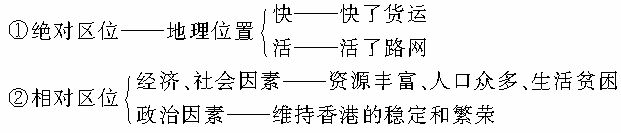 ①绝对区位——地理位置
快——快了货运
活——活了路网
②相对区位
经济、社会因素——资源丰富、人口众多、生活贫困
政治因素——维持香港的稳定和繁荣